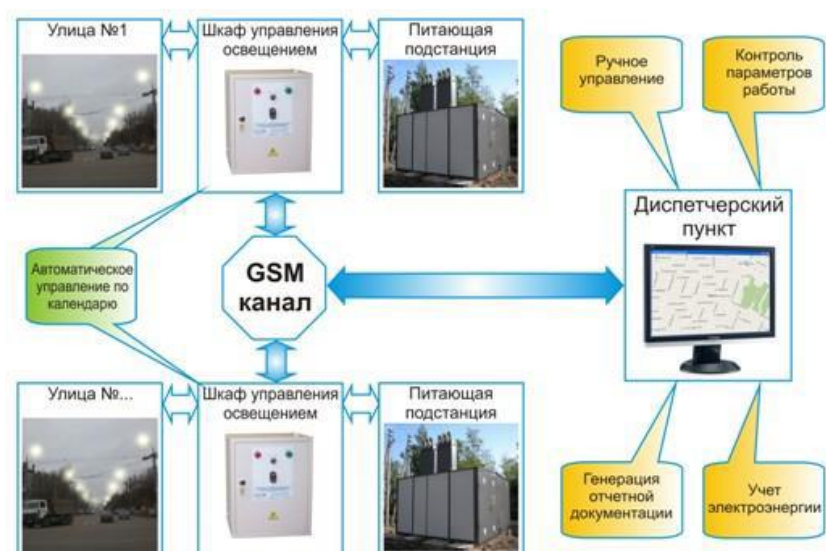 Улица №1
Шкаф управления
освещением
Питающая
подстанция
Ручное
управление
Контроль
параметров
работы
Диспетчерский
пункт
Автоматическое
управление по
календарю
GSM
канал
Улица №...
Шкаф управления
освещением
Питающая
подстанция
Генерация
отчетной
документации
Учет
электроэнергии